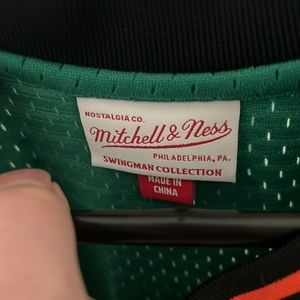 NOSTALGIA CO.
Mitchell & Ness
PHILADELPHIA, PA.
SWINGMAN COLLECTION
MADE IN
CHINA